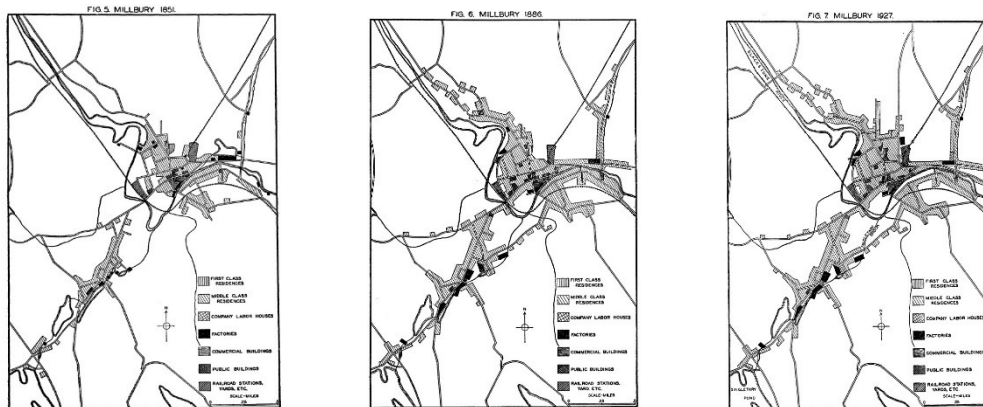 FIG. 5. MILLBURY 1851.
FIRST CLASS
RESIDENCES
MIDDLE CLASS
RESIDENCES
COMPANY LABOR HOUSES
FACTORIES
COMMERCIAL BUILDINGS
PUBLIC BUILDINGS
RAILROAD STATIONS,
YARDS, ETC.
SCALE-MILES
N
FIG. 6. MILLBURY 1886.
FIRST CLASS
RESIDENCES
MIDDLE CLASS
RESIDENCES
COMPANY LABOR HOUSES
FACTORIES
COMMERCIAL BUILDINGS
PUBLIC BUILDINGS
RAILROAD STATIONS,
YARDS, ETC.
SCALE-MILES
N
FIG. 7. MILLBURY 1927.
FIRST CLASS
RESIDENCES
MIDDLE CLASS
RESIDENCES
COMPANY LABOR HOUSES
FACTORIES
COMMERCIAL BUILDINGS
PUBLIC BUILDINGS
RAILROAD STATIONS,
YARDS, ETC.
SCALE-MILES
SINGLETARY
POND